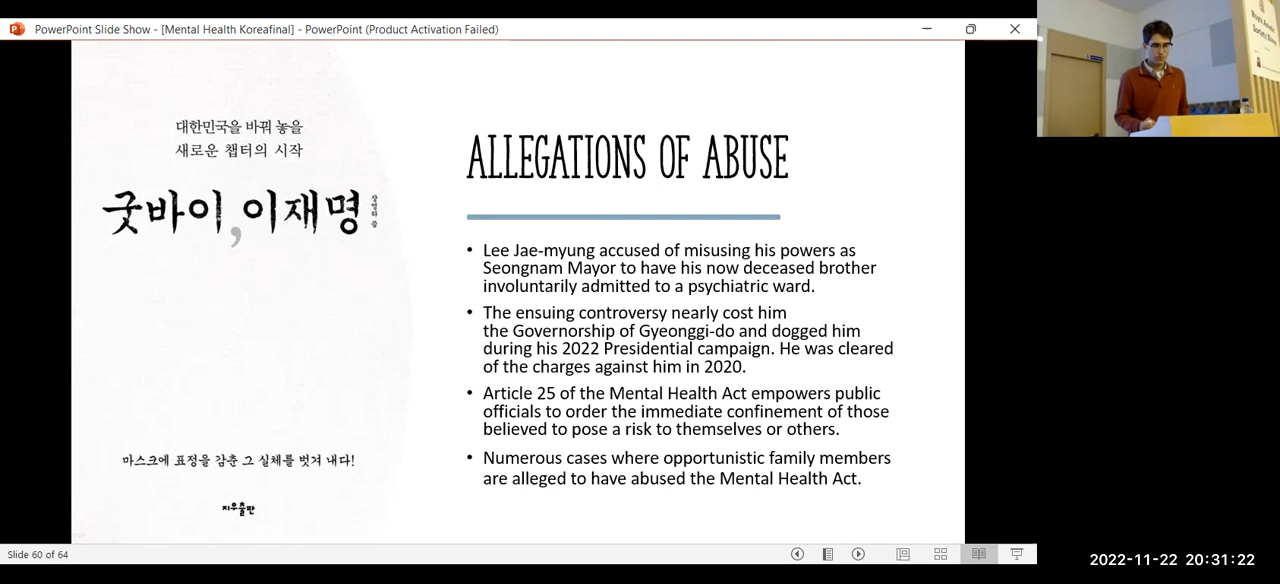 PowerPoint Slide Show - [Mental Health Koreafinal] - PowerPoint (Product Activation Failed)
대한민국을 바꿔 놓을
새로운 챕터의 시작
굿바이, 이재명
장영하 씀
마스크에 표정을 감춘 그 실체를 벗겨 내다!
지우출판
ALLEGATIONS OF ABUSE
• Lee Jae-myung accused of misusing his powers as
Seongnam Mayor to have his now deceased brother
involuntarily admitted to a psychiatric ward.
• The ensuing controversy nearly cost him
the Governorship of Gyeonggi-do and dogged him
during his 2022 Presidential campaign. He was cleared
of the charges against him in 2020.
• Article 25 of the Mental Health Act empowers public
officials to order the immediate confinement of those
believed to pose a risk to themselves or others.
• Numerous cases where opportunistic family members
are alleged to have abused the Mental Health Act.
Slide 60 of 64
2022-11-22 20:31:22